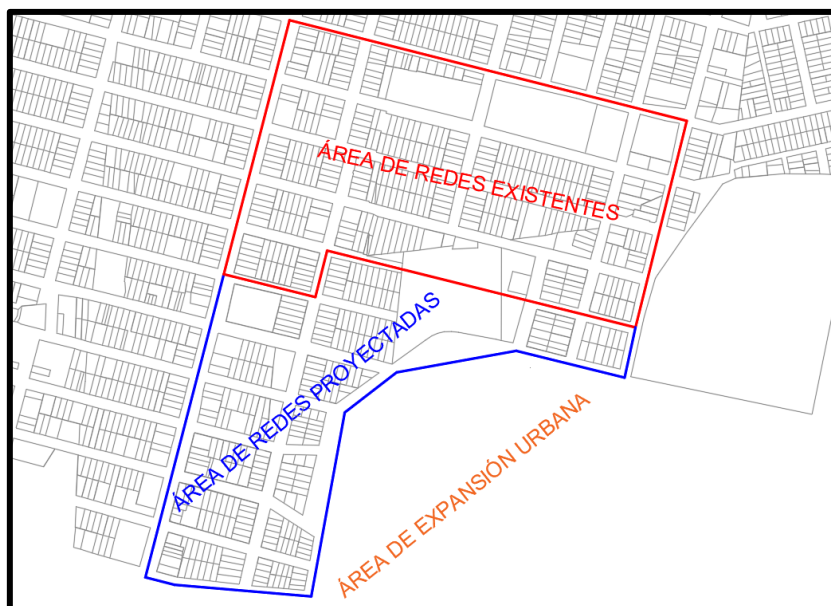 ÁREA DE REDES EXISTENTES
ÁREA DE REDES PROYECTADAS
ÁREA DE EXPANSIÓN URBANA